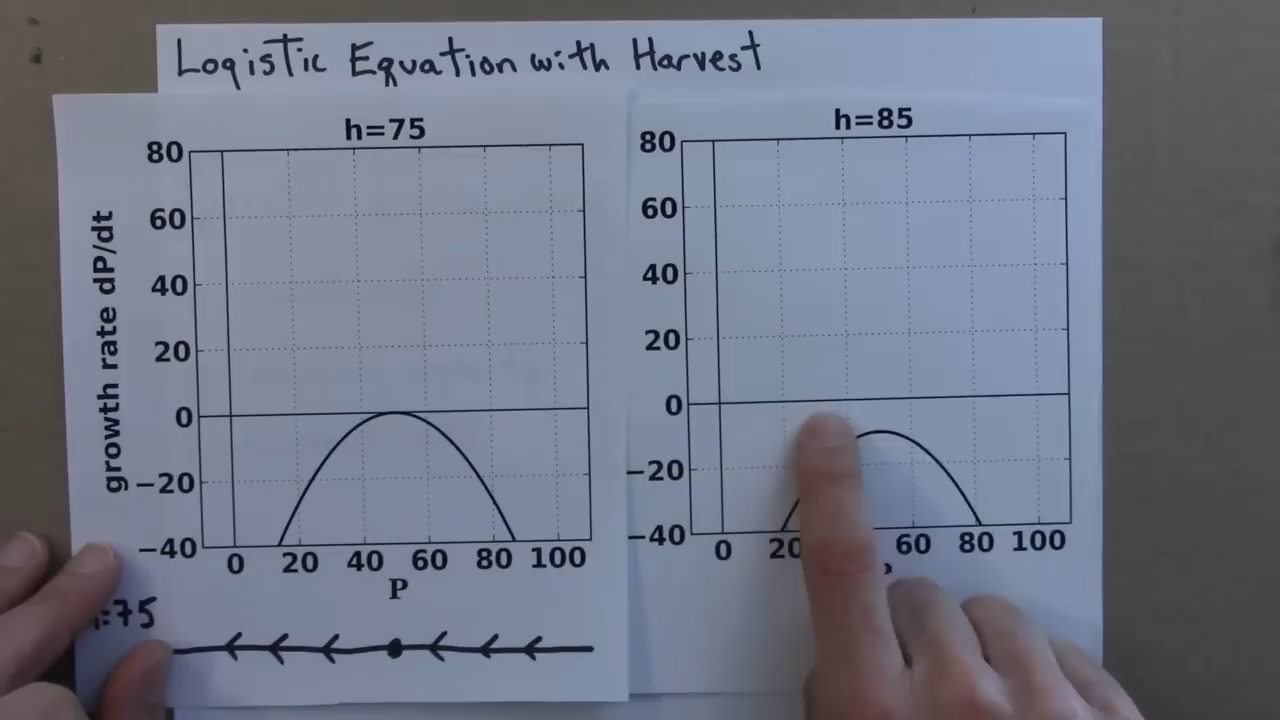 Logistic Equation with Harvest
h=75
80
60
40
20
0
−20
−40
growth rate dP/dt
0 20 40 60 80 100
P
:75
h=85
80
60
40
20
0
−20
−40
0 20 60 80 100